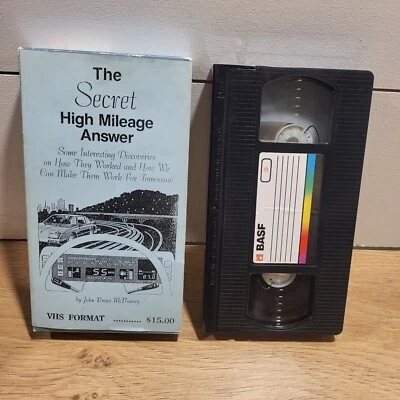 The
Secret
High Mileage
Answer
Some Interesting Discoveries
on How They Worked and How We
Can Make Them Work For Tomorrow
55
by John Bruce McBurney
VHS FORMAT ........... $15.00
BASF